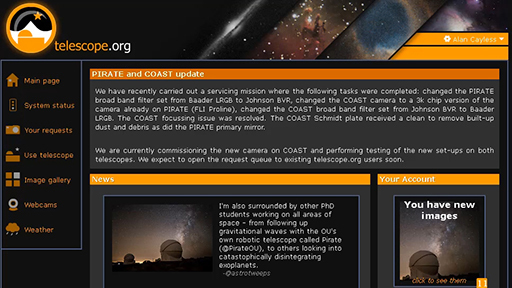 telescope.org
Alan Cayless
Main page
System status
Your requests
Use telescope
Image gallery
Webcams
Weather
PIRATE and COAST update
We have recently carried out a servicing mission where the following tasks were completed: changed the PIRATE
broad band filter set from Baader LRGB to Johnson BVR, changed the COAST camera to a 3k chip version of the
camera already on PIRATE (FLI Proline), changed the COAST broad band filter set from Johnson BVR to Baader
LRGB. The COAST focussing issue was resolved. The COAST Schmidt plate received a clean to remove built-up
dust and debris as did the PIRATE primary mirror.
We are currently commissioning the new camera on COAST and performing testing of the new set-ups on both
telescopes. We expect to open the request queue to existing telescope.org users soon.
News
I'm also surrounded by other PhD
students working on all areas of
space - from following up
gravitational waves with the OU's
own robotic telescope called Pirate
(@PirateOU), to others looking into
catastophically disintegrating
exoplanets.
-@astrotweeps
Your Account
You have new
images
click to see them
11